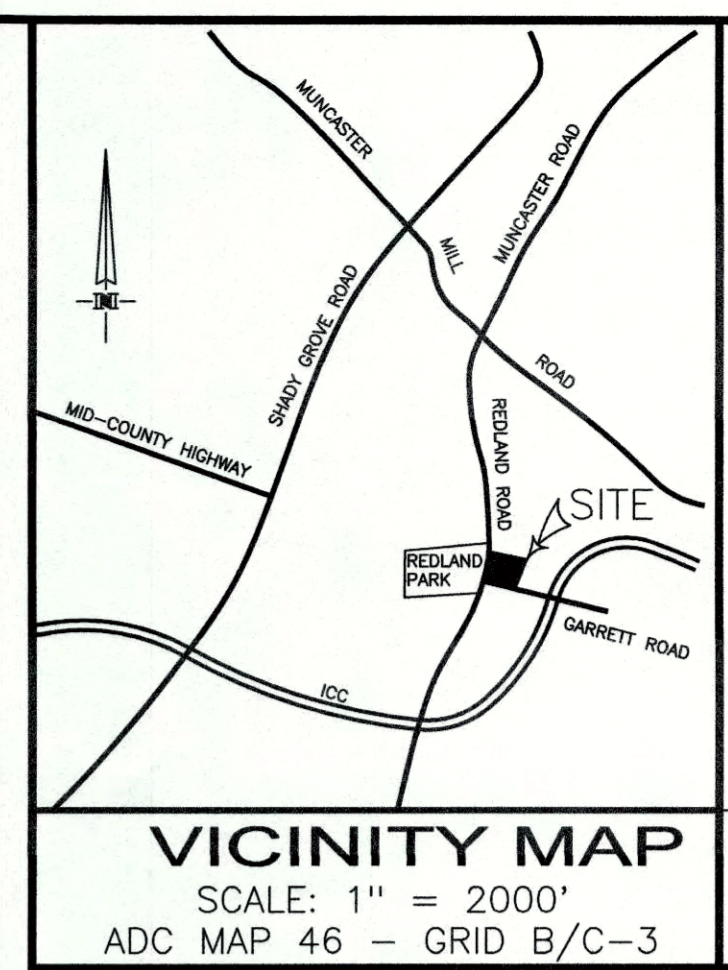 MUNCASTER
MILL
ROAD
MUNCASTER ROAD
SHADY GROVE ROAD
N
MID-COUNTY HIGHWAY
REDLAND ROAD
SITE
REDLAND
PARK
GARRETT ROAD
ICC
VICINITY MAP
SCALE: 1" = 2000'
ADC MAP 46 - GRID B/C-3